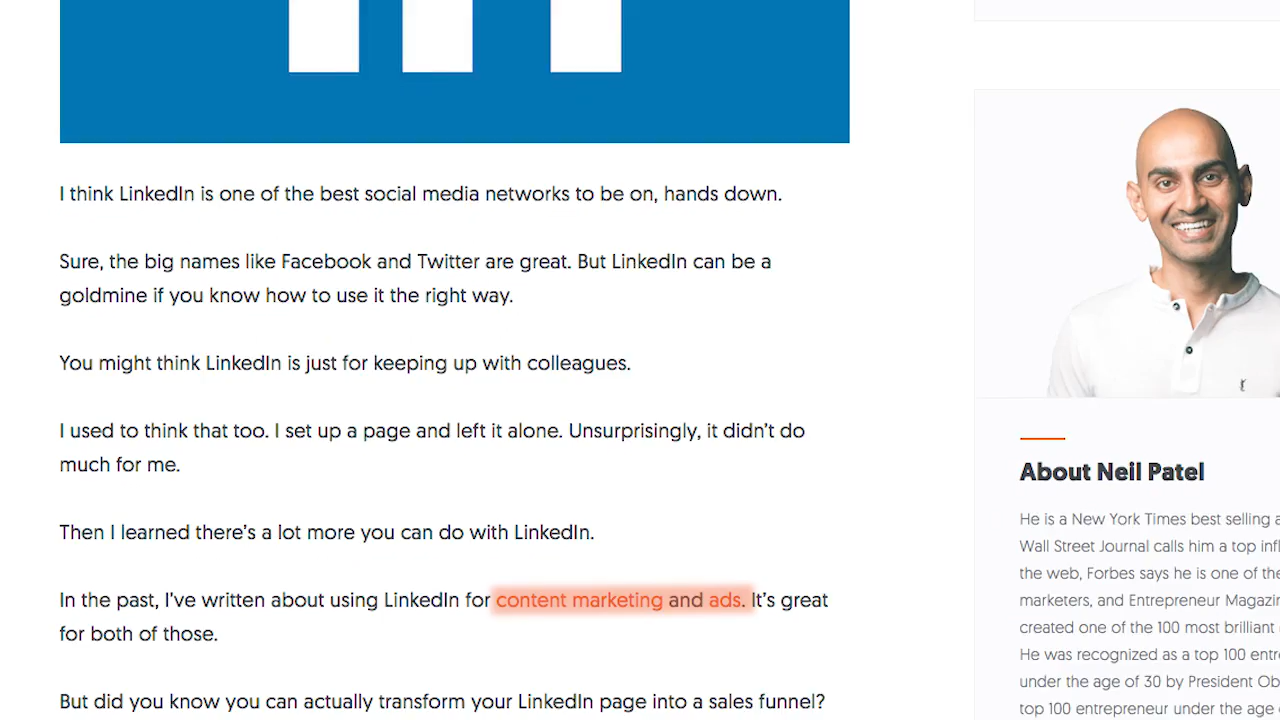 I think LinkedIn is one of the best social media networks to be on, hands down.
Sure, the big names like Facebook and Twitter are great. But LinkedIn can be a
goldmine if you know how to use it the right way.
You might think LinkedIn is just for keeping up with colleagues.
I used to think that too. I set up a page and left it alone. Unsurprisingly, it didn’t do
much for me.
Then I learned there’s a lot more you can do with LinkedIn.
In the past, I’ve written about using LinkedIn for content marketing and ads. It’s great
for both of those.
But did you know you can actually transform your LinkedIn page into a sales funnel?
About Neil Patel
He is a New York Times best selling
Wall Street Journal calls him a top
the web, Forbes says he is one of the
marketers, and Entrepreneur
created one of the 100 most brilliant
He was recognized as a top 100
under the age of 30 by President
top 100 entrepreneur under the age